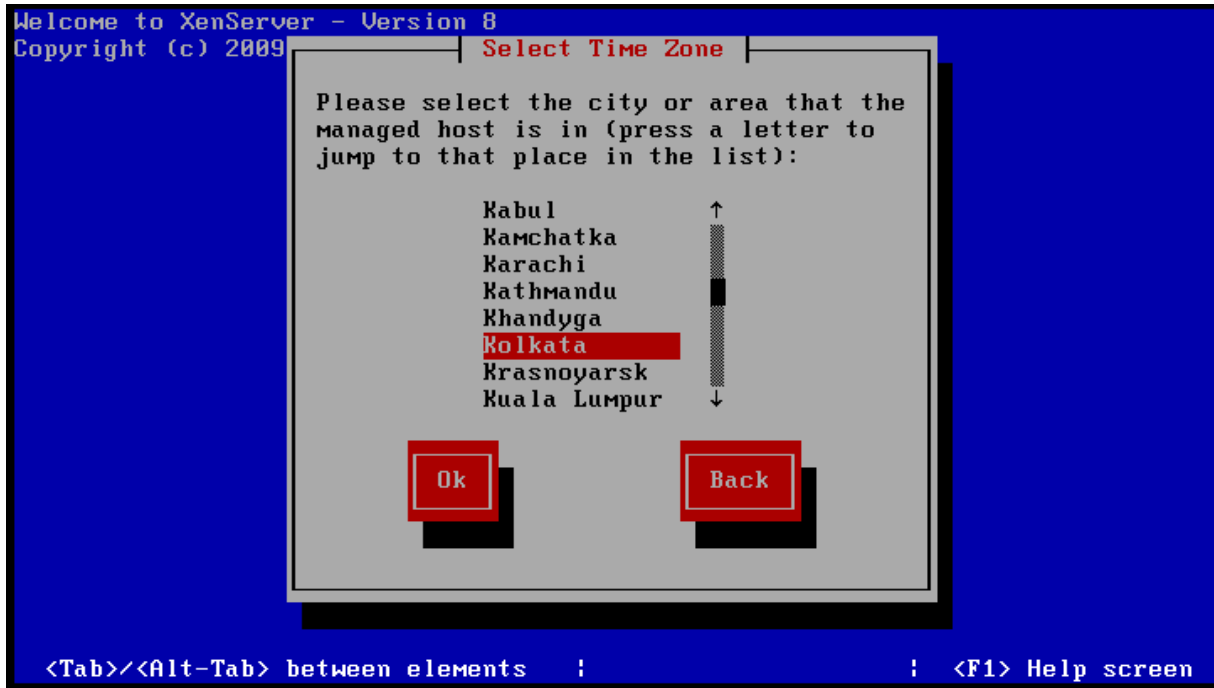 Welcome to XenServer - Version 8
Copyright (c) 2009
Select Time Zone
Please select the city or area that the
managed host is in (press a letter to
jump to that place in the list):
Kabul ↑
Kamchatka
Karachi
Kathmandu
Khandyga
Kolkata
Krasnoyarsk
Kuala Lumpur ↓
Ok Back
<Tab>/<Alt-Tab> between elements ¦ ¦ <F1> Help screen